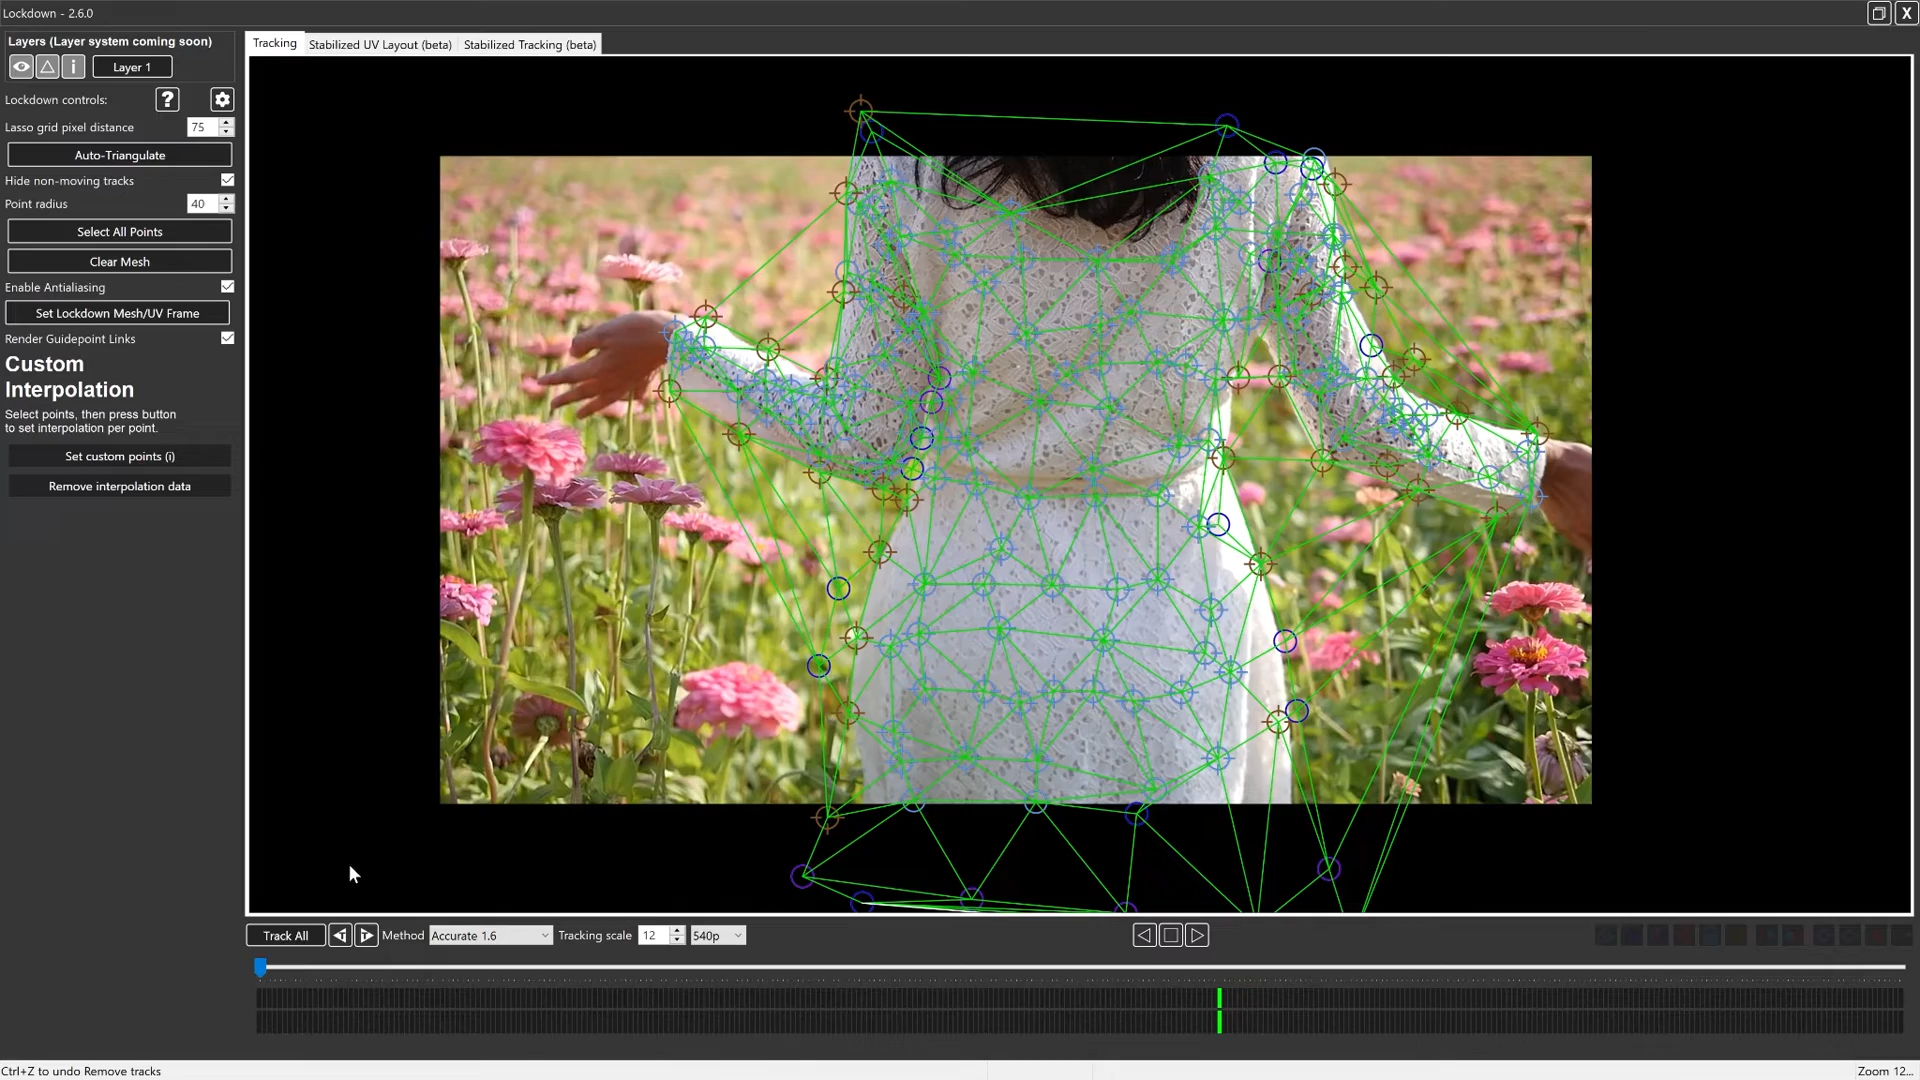 Lockdown - 2.6.0
X
Layers (Layer system coming soon)
i
Layer 1
Lockdown controls:
?
Lasso grid pixel distance
75
Auto-Triangulate
Hide non-moving tracks
Point radius
40
Select All Points
Clear Mesh
Enable Antialiasing
Set Lockdown Mesh/UV Frame
Render Guidepoint Links
Custom
Interpolation
Select points, then press button
to set interpolation per point.
Set custom points (i)
Remove interpolation data
Tracking
Stabilized UV Layout (beta)
Stabilized Tracking (beta)
Track All
Method
Accurate 1.6
Tracking scale
12
540p
Ctrl+Z to undo Remove tracks
Zoom 12...